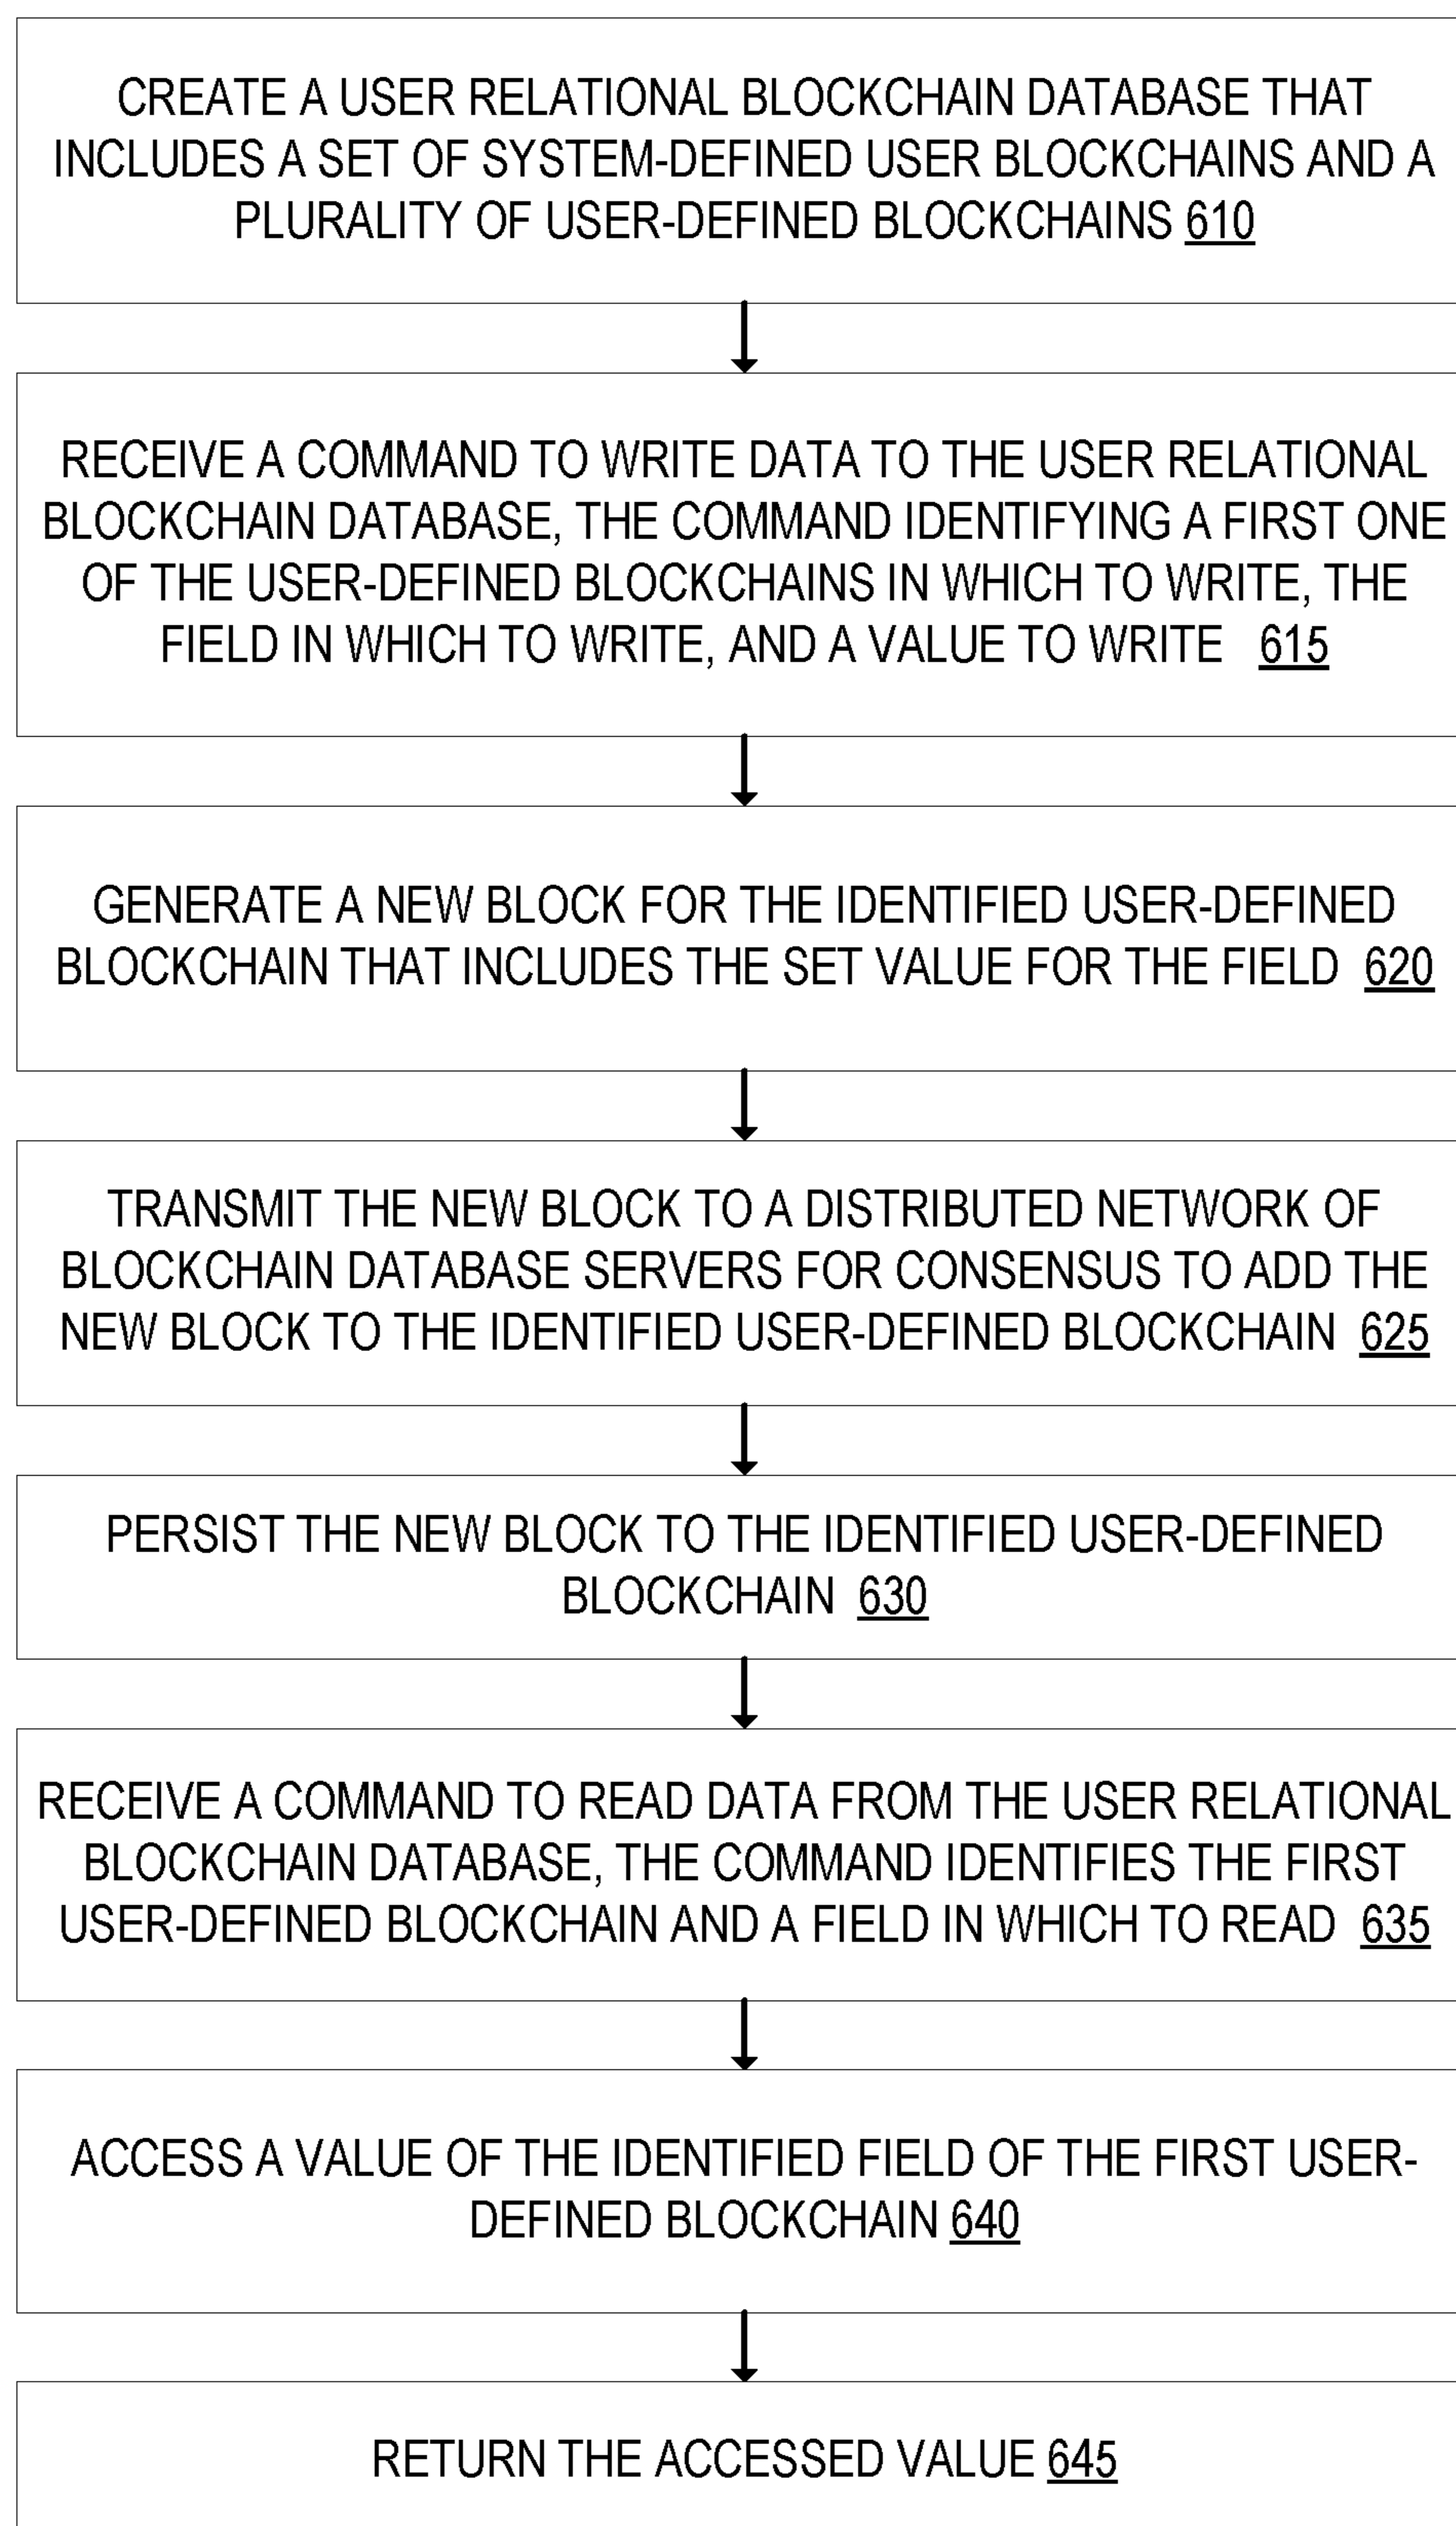 CREATE A USER RELATIONAL BLOCKCHAIN DATABASE THAT
INCLUDES A SET OF SYSTEM-DEFINED USER BLOCKCHAINS AND A
PLURALITY OF USER-DEFINED BLOCKCHAINS 610
RECEIVE A COMMAND TO WRITE DATA TO THE USER RELATIONAL
BLOCKCHAIN DATABASE, THE COMMAND IDENTIFYING A FIRST ONE
OF THE USER-DEFINED BLOCKCHAINS IN WHICH TO WRITE, THE
FIELD IN WHICH TO WRITE, AND A VALUE TO WRITE 615
GENERATE A NEW BLOCK FOR THE IDENTIFIED USER-DEFINED
BLOCKCHAIN THAT INCLUDES THE SET VALUE FOR THE FIELD 620
TRANSMIT THE NEW BLOCK TO A DISTRIBUTED NETWORK OF
BLOCKCHAIN DATABASE SERVERS FOR CONSENSUS TO ADD THE
NEW BLOCK TO THE IDENTIFIED USER-DEFINED BLOCKCHAIN 625
PERSIST THE NEW BLOCK TO THE IDENTIFIED USER-DEFINED
BLOCKCHAIN 630
RECEIVE A COMMAND TO READ DATA FROM THE USER RELATIONAL
BLOCKCHAIN DATABASE, THE COMMAND IDENTIFIES THE FIRST
USER-DEFINED BLOCKCHAIN AND A FIELD IN WHICH TO READ 635
ACCESS A VALUE OF THE IDENTIFIED FIELD OF THE FIRST USER-
DEFINED BLOCKCHAIN 640
RETURN THE ACCESSED VALUE 645